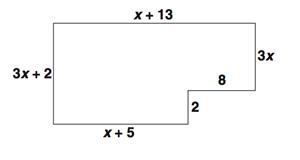 x + 13
3x
3x + 2
8
2
x + 5